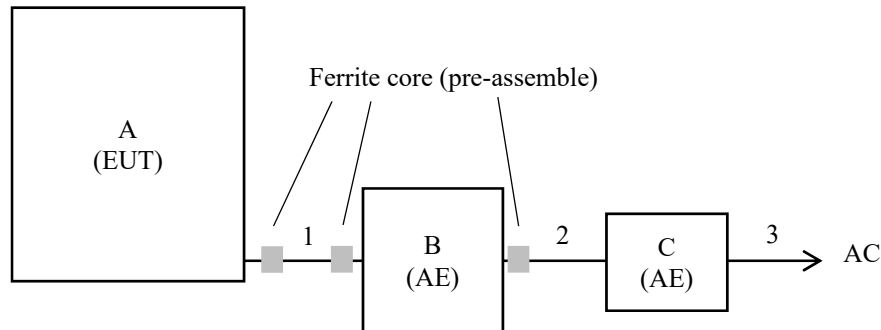 Ferrite core (pre-assemble)
A
(EUT)
1
B
(AE)
2
C
(AE)
3
AC